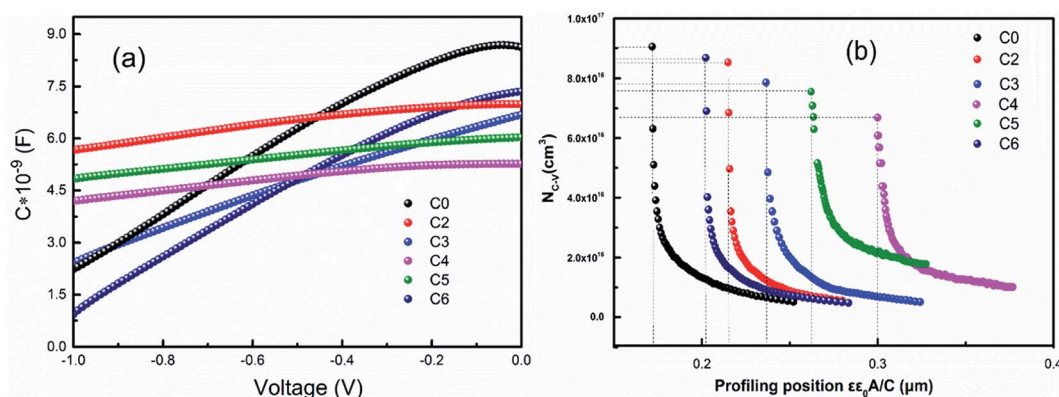 (a)
C*10⁻⁹ (F)
9.0
7.5
6.0
4.5
3.0
1.5
-1.0
-0.8
-0.6
-0.4
-0.2
0.0
Voltage (V)
C0
C2
C3
C4
C5
C6
(b)
N_C-V(cm³)
1.0x10¹⁷
8.0x10¹⁶
6.0x10¹⁶
4.0x10¹⁶
2.0x10¹⁶
0.0
0.2
0.3
0.4
Profiling position εε₀A/C (μm)
C0
C2
C3
C4
C5
C6